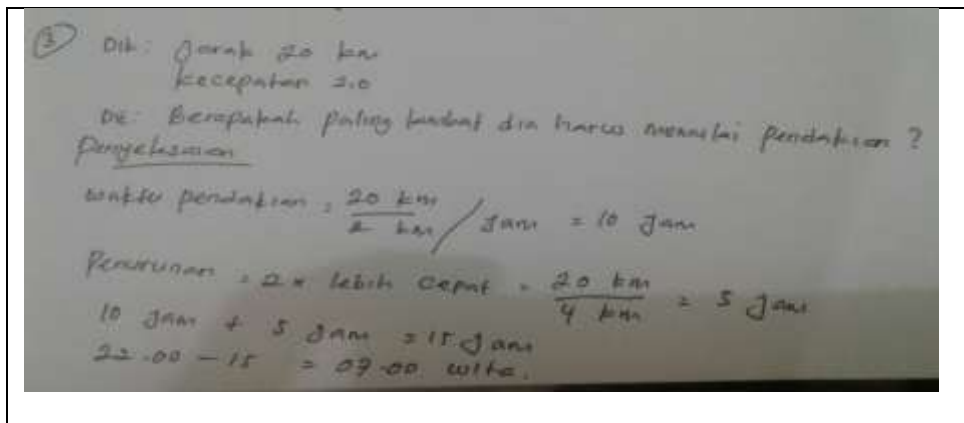 3 Dik : Jarak 20 km
kecepatan 2.0
Dit : Berapakah paling lambat dia harus memulai pendakian ?
Penyelesaian
waktu pendakian = 20 km / 2 km / jam = 10 jam
Penurunan = 2 x lebih cepat = 20 km / 4 km = 5 jam
10 jam + 5 jam = 15 jam
22.00 - 15 = 07.00 wita.